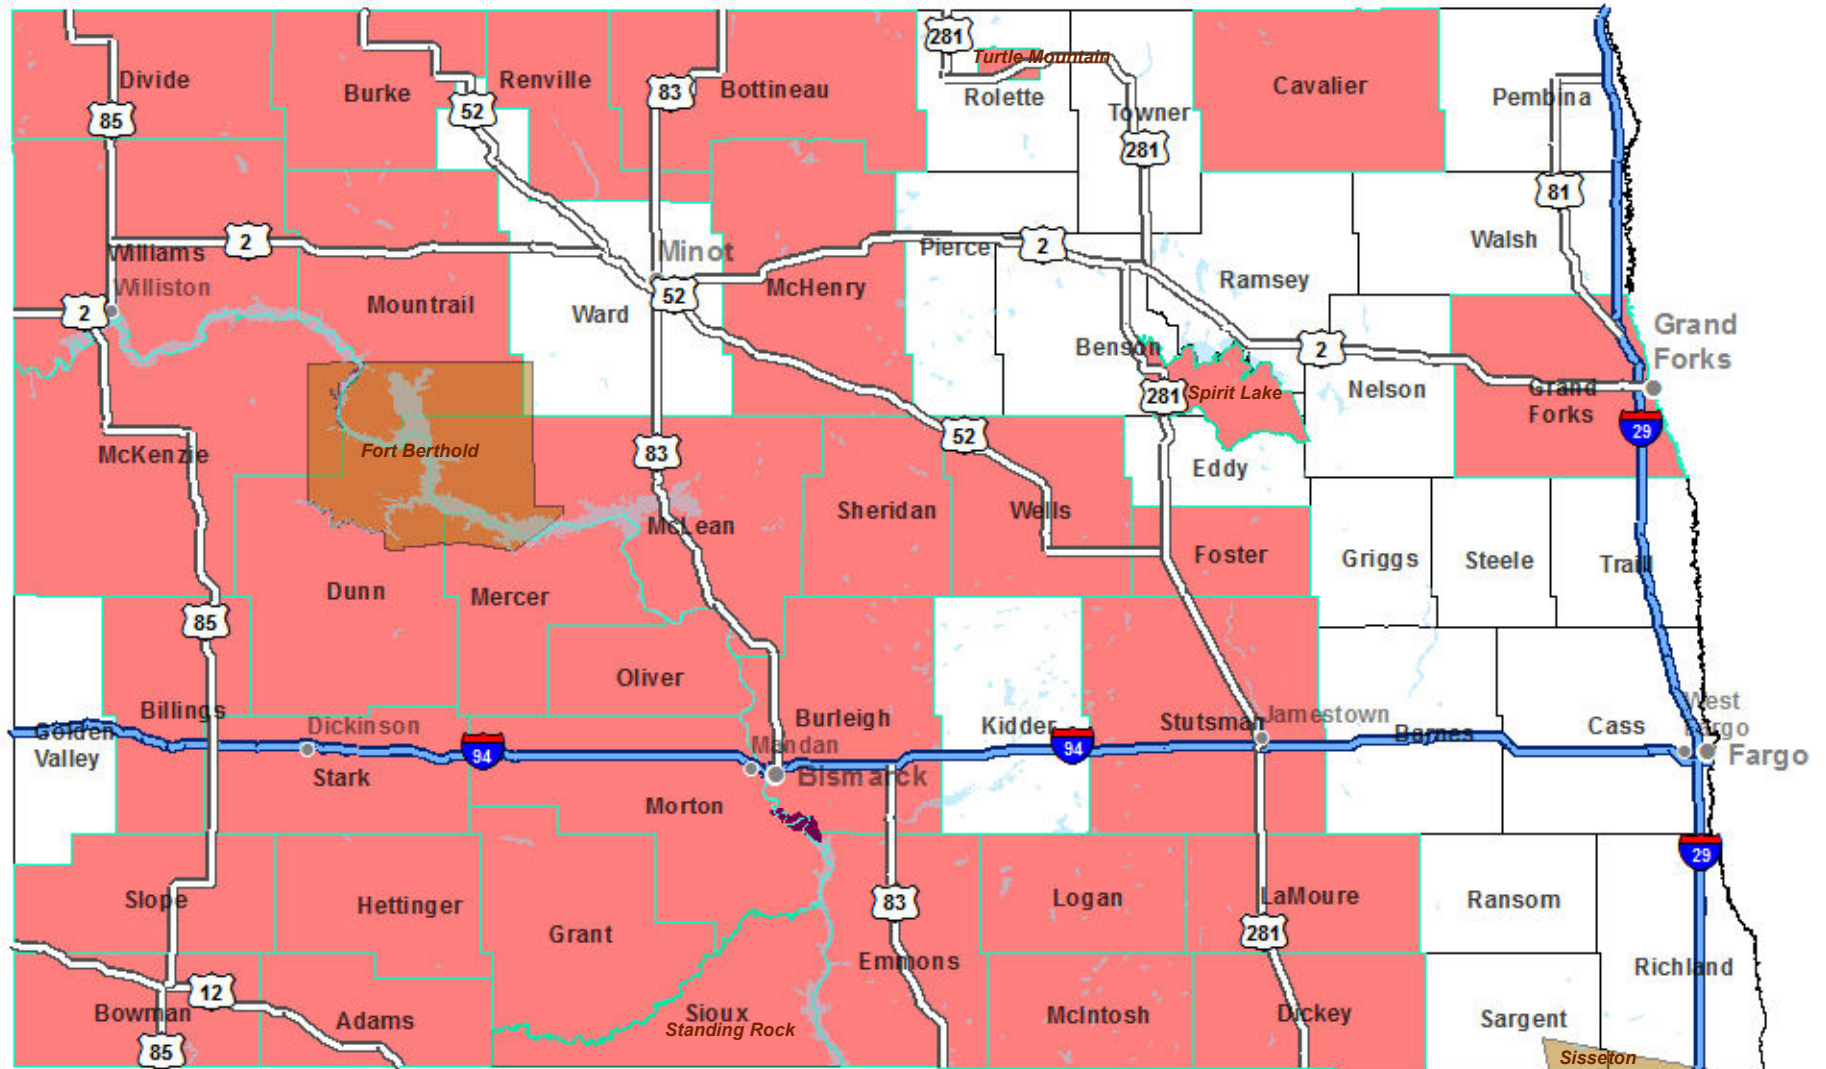 281
Turtle Mountain
Divide
Burke
Renville
83
Bottineau
Rolette
Cavalier
Pembina
85
52
Towner
281
81
Williams
2
Minot
Pierce
2
Walsh
Williston
Mountrail
McHenry
Ramsey
2
52
Ward
Grand
Forks
Benson
2
Nelson
Grand
Forks
281
Spirit Lake
29
McKenzie
Fort Berthold
83
52
Eddy
McLean
Sheridan
Wells
Foster
Griggs
Steele
Traill
Dunn
Mercer
85
Oliver
Billings
Golden
Valley
Dickinson
Stark
94
Burleigh
Mandan
Bismarck
Kidder
94
Stutsman
Jamestown
Barnes
Cass
West
Fargo
Fargo
Morton
29
Slope
Hettinger
Grant
83
Logan
LaMoure
Ransom
281
Emmons
Richland
12
Bowman
Adams
85
Sioux
Standing Rock
McIntosh
Dickey
Sargent
Sisseton